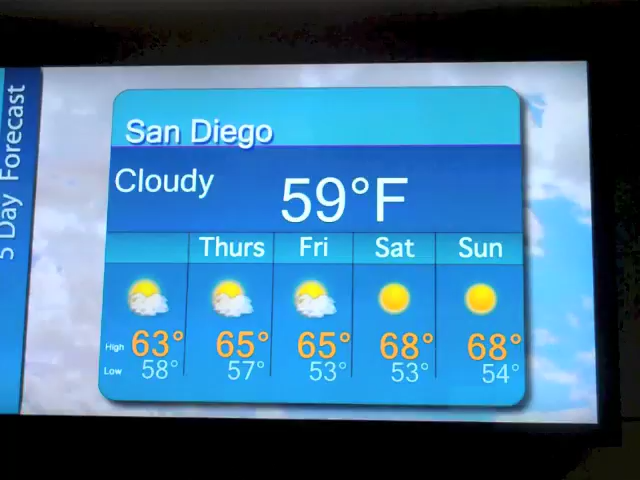 5 Day Forecast
San Diego
Cloudy
59°F
Thurs Fri Sat Sun
High 63° 65° 65° 68° 68°
Low 58° 57° 53° 53° 54°